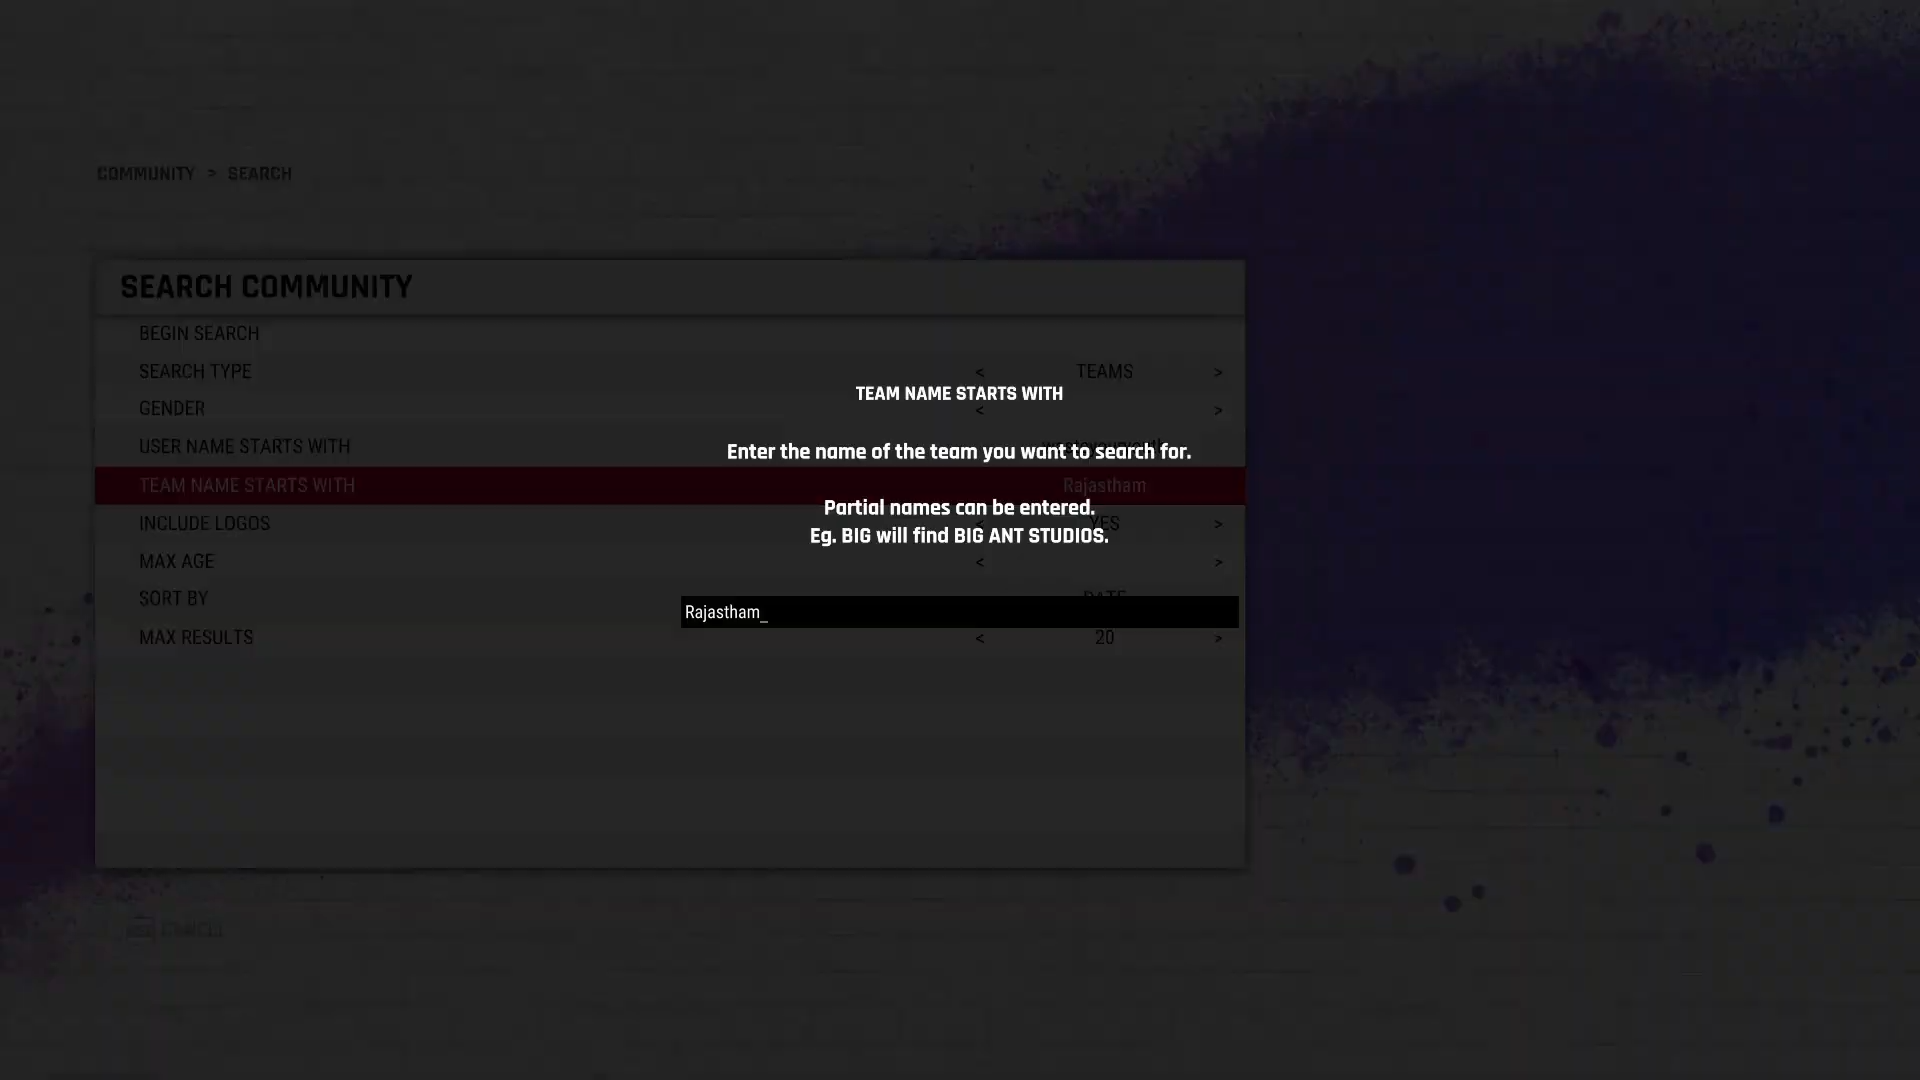 COMMUNITY > SEARCH
SEARCH COMMUNITY
BEGIN SEARCH
SEARCH TYPE < TEAMS >
TEAM NAME STARTS WITH
GENDER < >
USER NAME STARTS WITH
Enter the name of the team you want to search for.
TEAM NAME STARTS WITH Rajastham
Partial names can be entered.
INCLUDE LOGOS < YES >
Eg. BIG will find BIG ANT STUDIOS.
MAX AGE < >
SORT BY DATE
Rajastham_
MAX RESULTS < 20 >
CANCEL